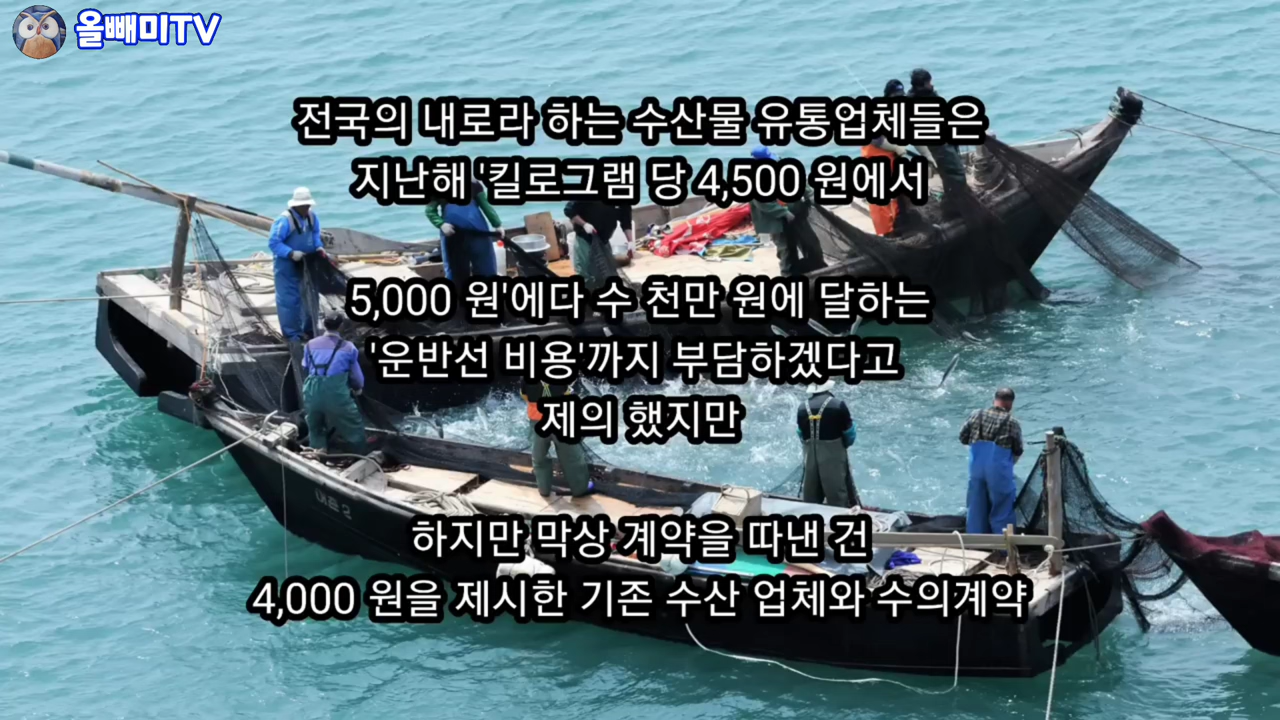 올빼미TV
전국의 내로라 하는 수산물 유통업체들은
지난해 '킬로그램 당 4,500 원에서
5,000 원'에다 수 천만 원에 달하는
'운반선 비용'까지 부담하겠다고
제의 했지만
하지만 막상 계약을 따낸 건
4,000 원을 제시한 기존 수산 업체와 수의계약